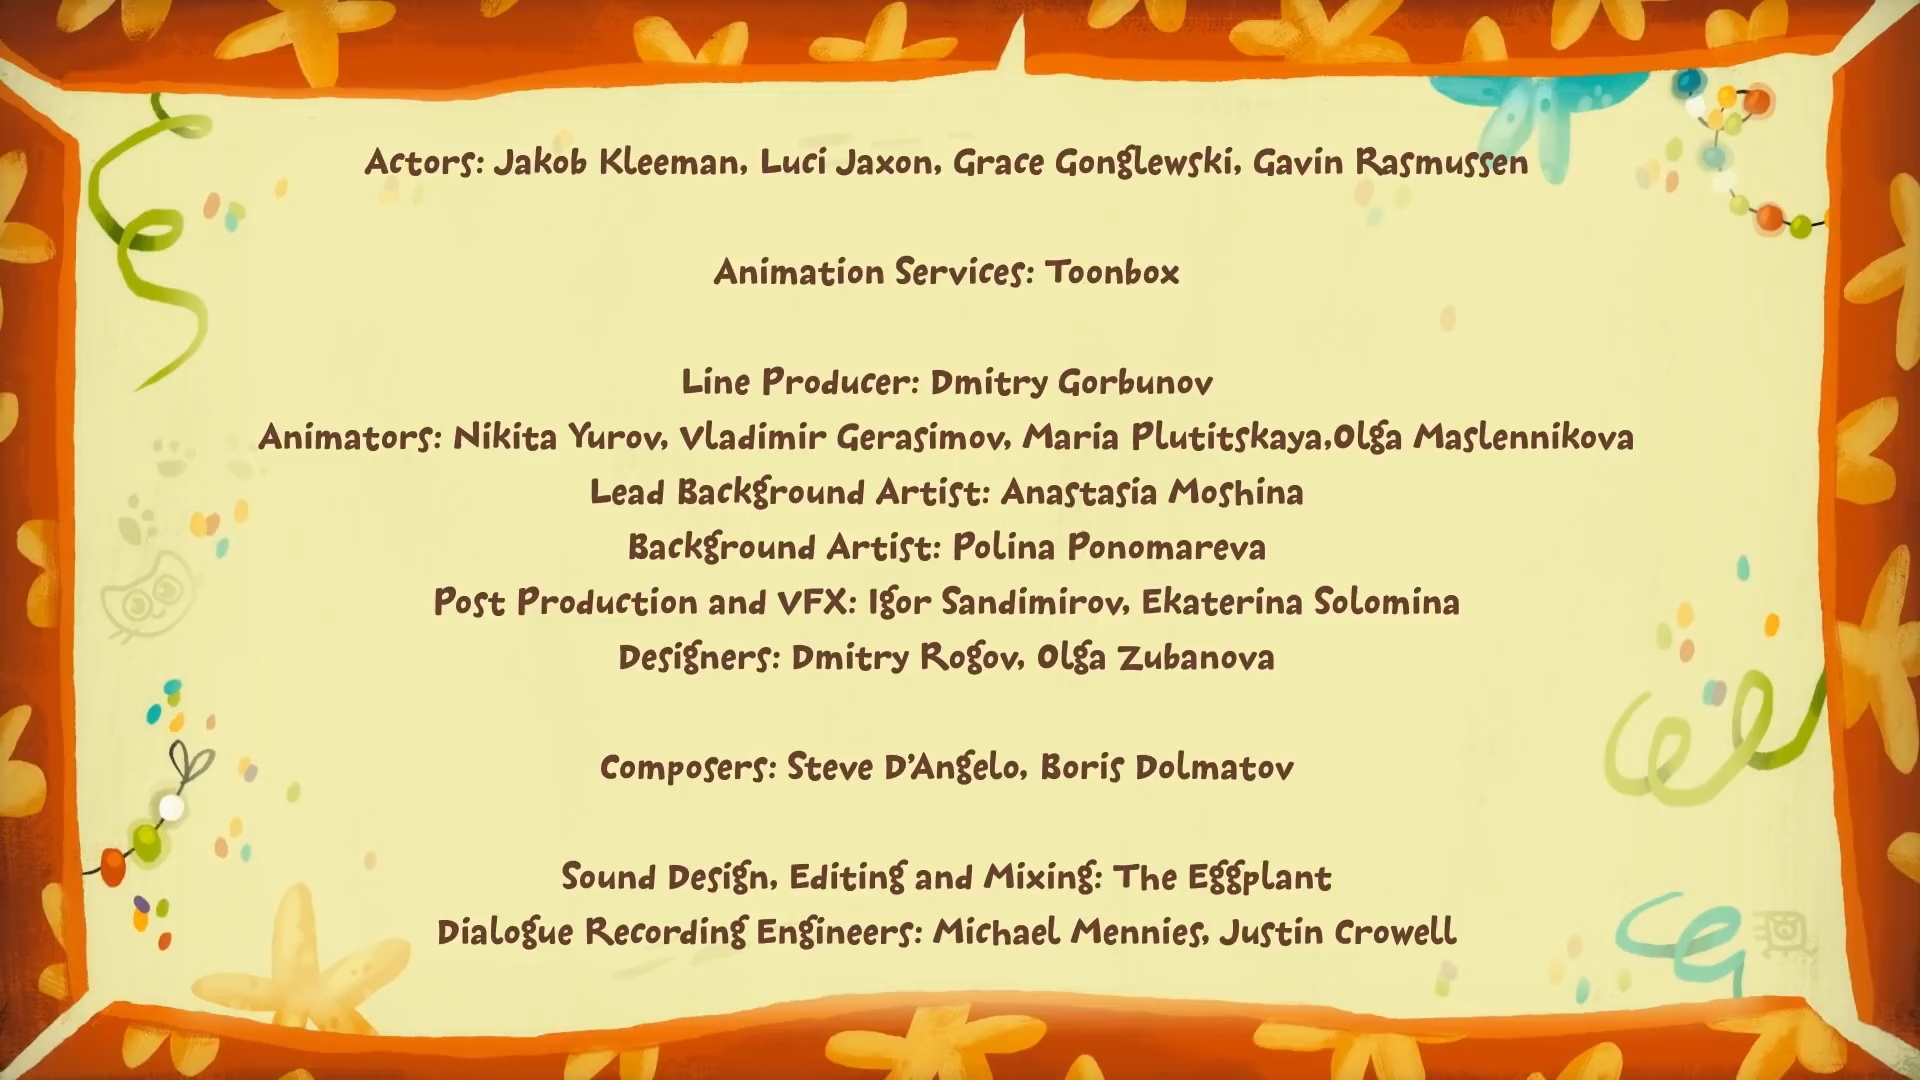 Actors: Jakob Kleeman, Luci Jaxon, Grace Gonglewski, Gavin Rasmussen
Animation Services: Toonbox
Line Producer: Dmitry Gorbunov
Animators: Nikita Yurov, Vladimir Gerasimov, Maria Plutitskaya,Olga Maslennikova
Lead Background Artist: Anastasia Moshina
Background Artist: Polina Ponomareva
Post Production and VFX: Igor Sandimirov, Ekaterina Solomina
Designers: Dmitry Rogov, Olga Zubanova
Composers: Steve D'Angelo, Boris Dolmatov
Sound Design, Editing and Mixing: The Eggplant
Dialogue Recording Engineers: Michael Mennies, Justin Crowell